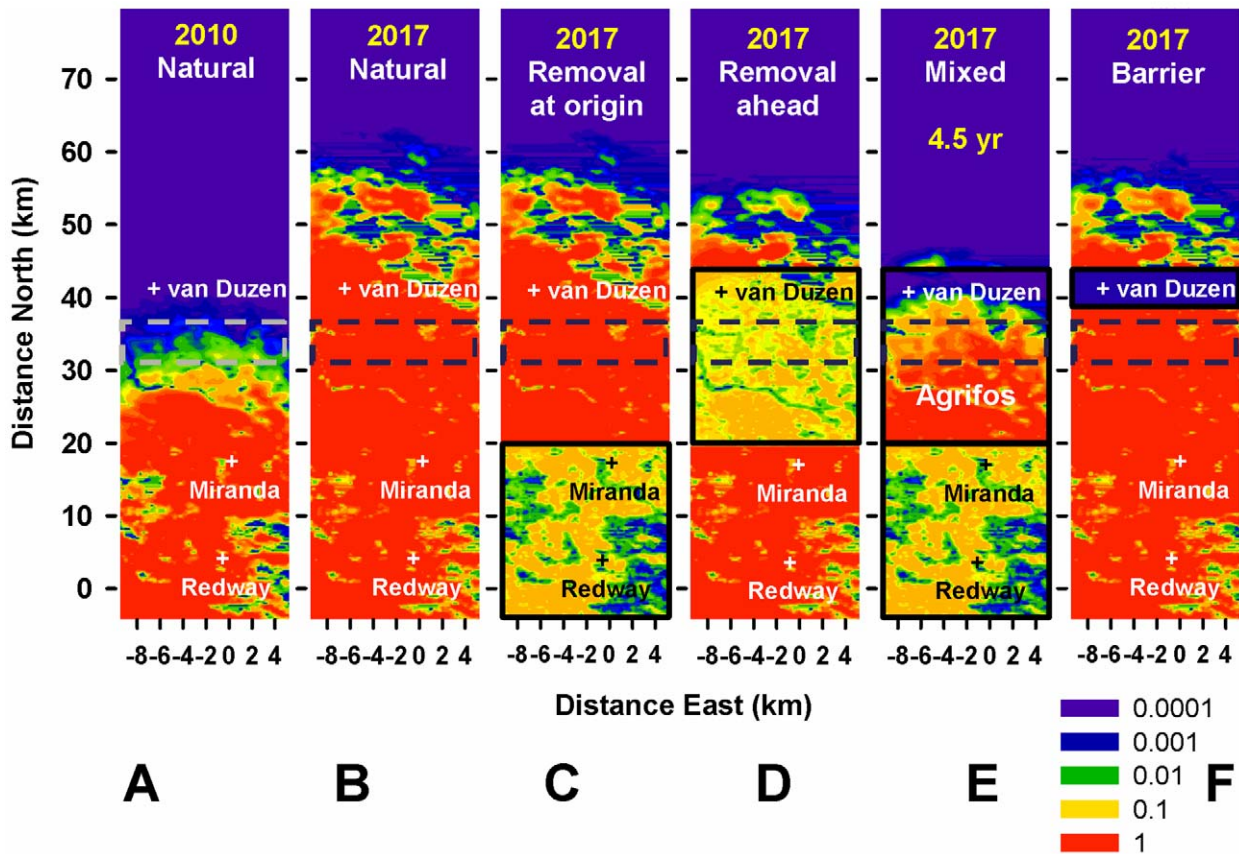 2010
Natural
2017
Natural
2017
Removal
at origin
2017
Removal
ahead
2017
Mixed
4.5 yr
2017
Barrier
Distance North (km)
70
60
50
40
30
20
10
0
+ van Duzen
+
Miranda
+
Redway
+ van Duzen
+
Miranda
+
Redway
+ van Duzen
+
Miranda
+
Redway
+ van Duzen
+
Miranda
+
Redway
+ van Duzen
Agrifos
+
Miranda
+
Redway
+ van Duzen
+
Miranda
+
Redway
-8 -6 -4 -2 0 2 4
-8 -6 -4 -2 0 2 4
-8 -6 -4 -2 0 2 4
-8 -6 -4 -2 0 2 4
-8 -6 -4 -2 0 2 4
-8 -6 -4 -2 0 2 4
Distance East (km)
A B C D E F
0.0001
0.001
0.01
0.1
1